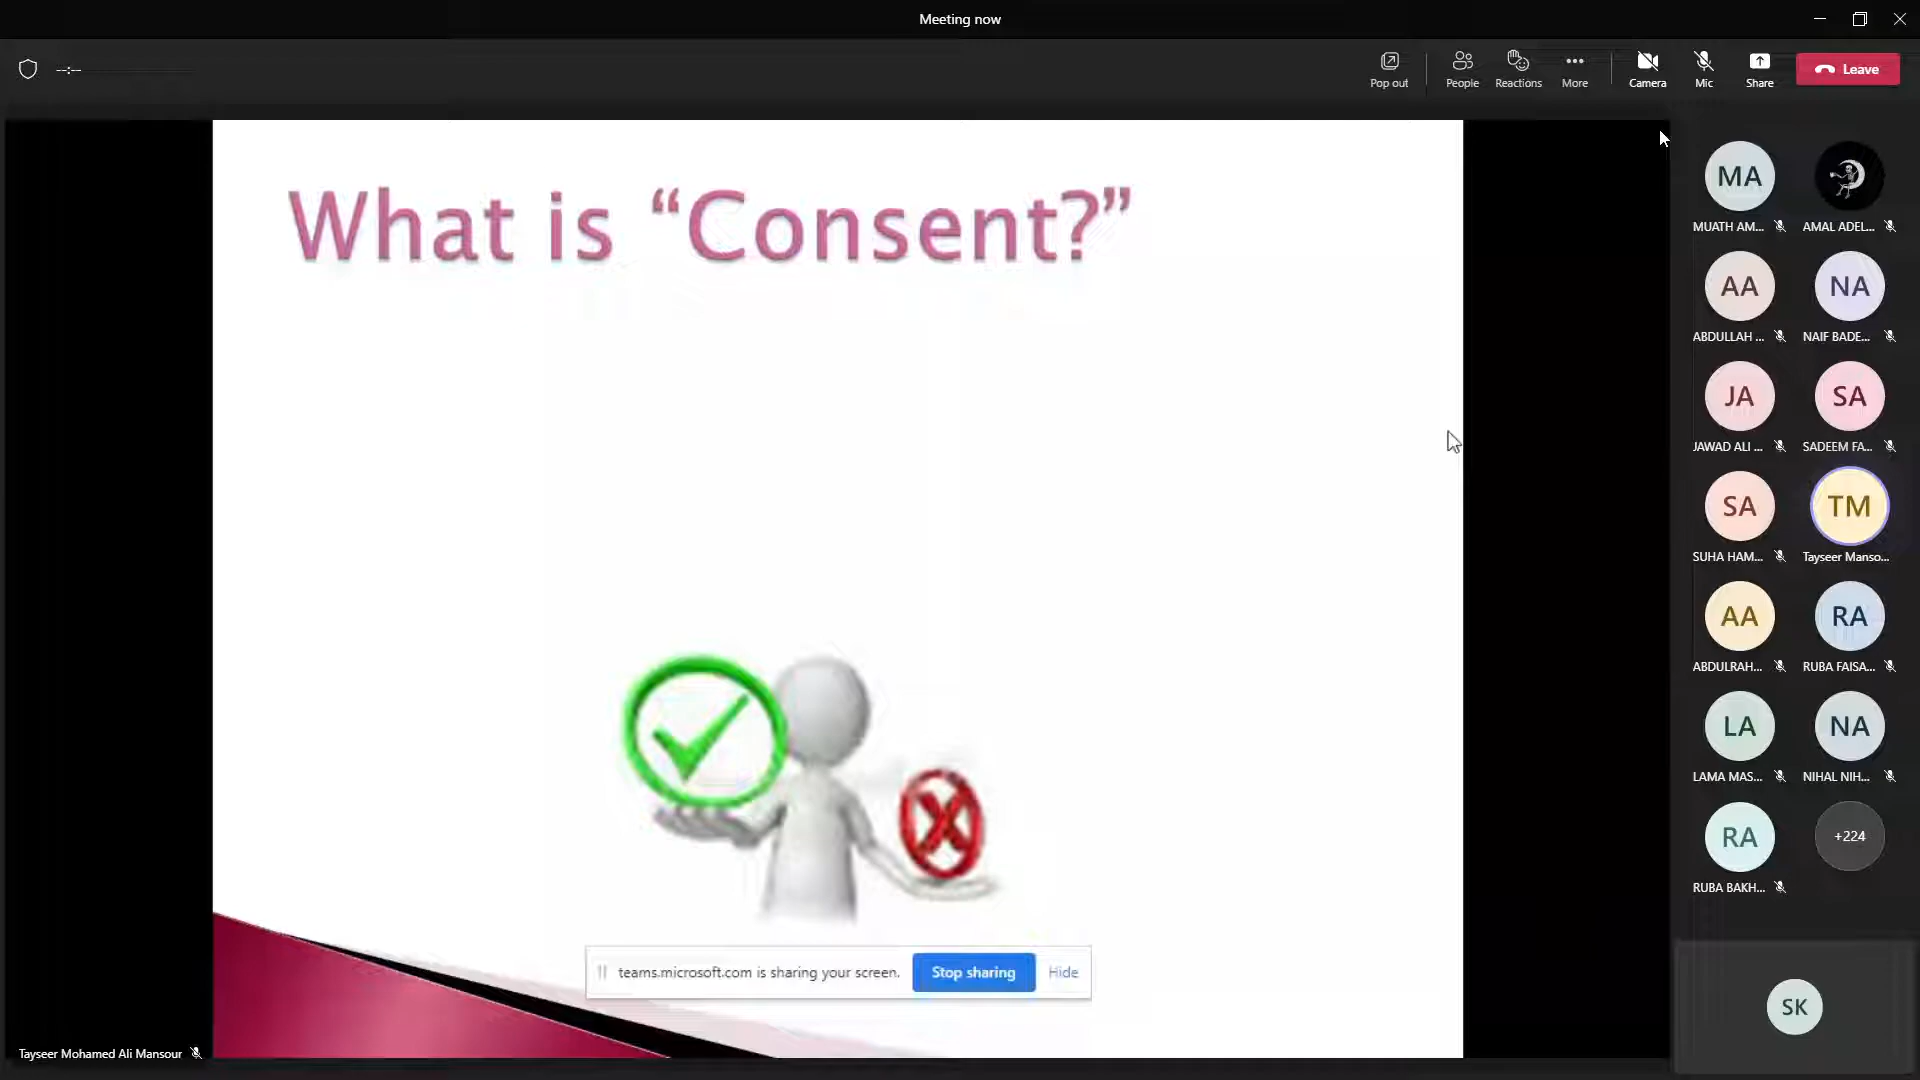 Meeting now
--:--
Pop out
People
Reactions
More
Camera
Mic
Share
Leave
What is “Consent?”
MA
MUATH AM...
AMAL ADEL...
AA
ABDULLAH ...
NA
NAIF BADE...
JA
JAWAD ALI ...
SA
SADEEM FA...
SA
SUHA HAM...
TM
Tayseer Manso...
AA
ABDULRAH...
RA
RUBA FAISA...
LA
LAMA MAS...
NA
NIHAL NIH...
RA
RUBA BAKH...
+224
teams.microsoft.com is sharing your screen.
Stop sharing
Hide
SK
Tayseer Mohamed Ali Mansour